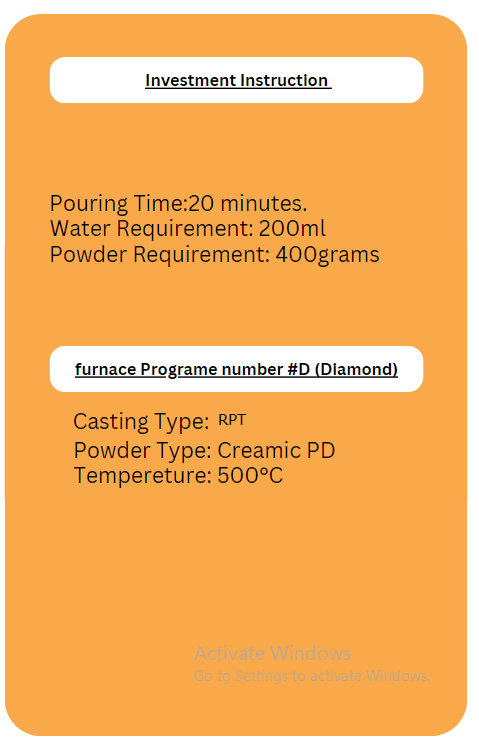 Investment Instruction
Pouring Time:20 minutes.
Water Requirement: 200ml
Powder Requirement: 400grams
furnace Programe number #D (Diamond)
Casting Type: RPT
Powder Type: Creamic PD
Tempereture: 500°C
Activate Windows
Go to Settings to activate Windows.